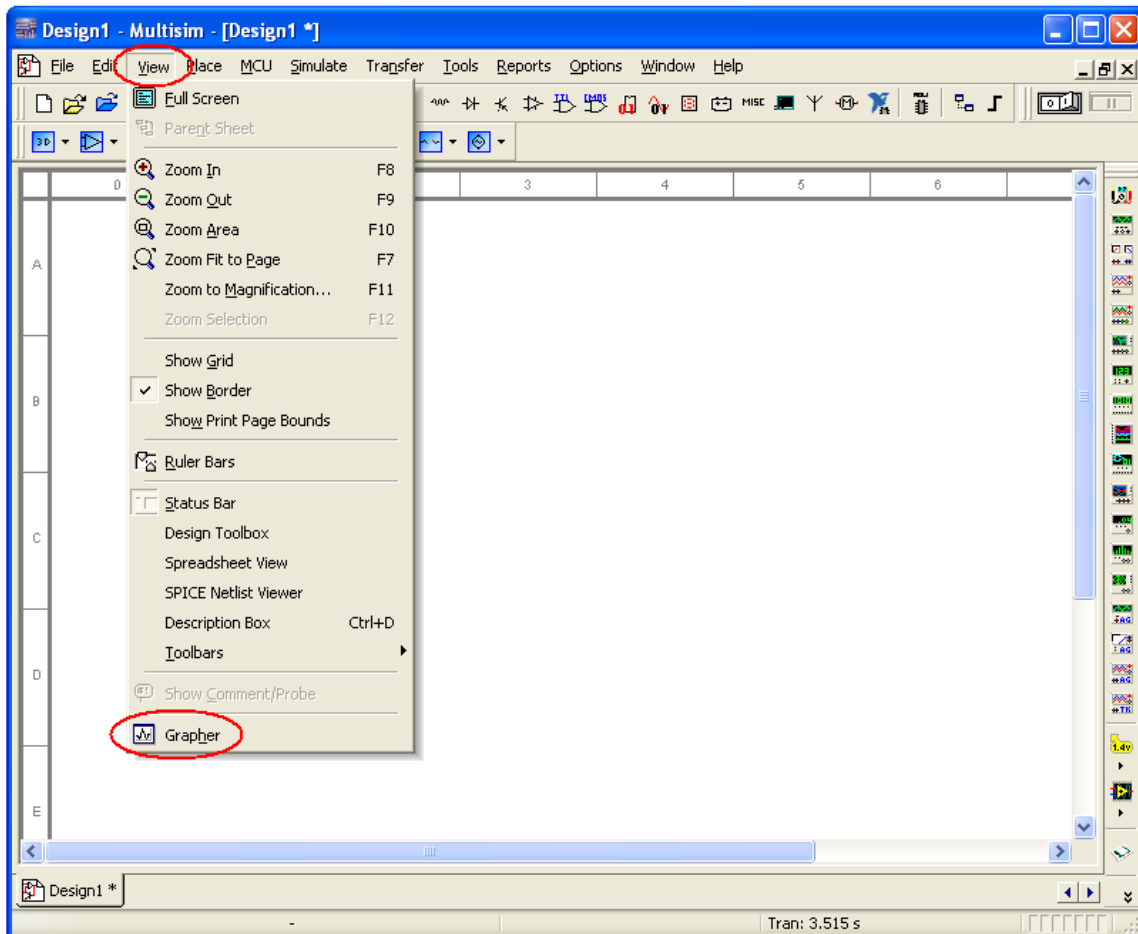 Design1 - Multisim - [Design1 *]
File Edit View Place MCU Simulate Transfer Tools Reports Options Window Help
Full Screen
MISC
Parent Sheet
3D
Zoom In F8
0 3 4 5 6
Zoom Out F9
Zoom Area F10
A
Zoom Fit to Page F7
Zoom to Magnification... F11
Zoom Selection F12
Show Grid
Show Border
B
Show Print Page Bounds
Ruler Bars
Status Bar
Design Toolbox
C
Spreadsheet View
SPICE Netlist Viewer
Description Box Ctrl+D
Toolbars
D
Show Comment/Probe
Grapher
1.4v
E
Design1 *
- Tran: 3.515 s